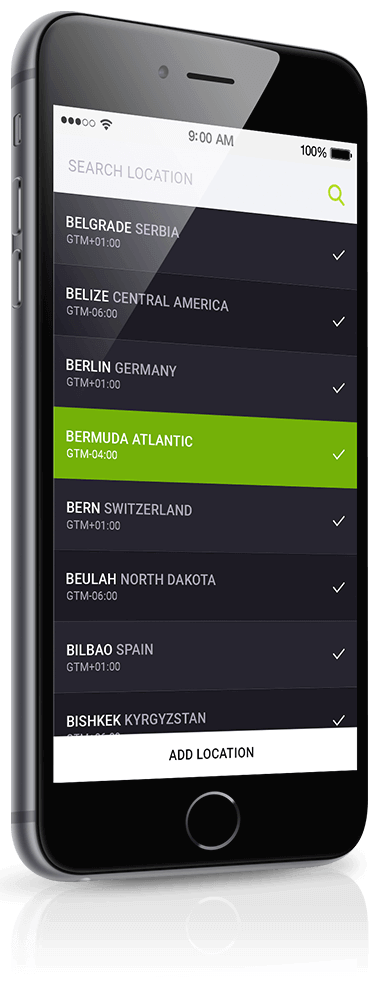 9:00 AM
100%
SEARCH LOCATION
BELGRADE SERBIA
GTM+01:00
BELIZE CENTRAL AMERICA
GTM-06:00
BERLIN GERMANY
GTM+01:00
BERMUDA ATLANTIC
GTM-04:00
BERN SWITZERLAND
GTM+01:00
BEULAH NORTH DAKOTA
GTM-06:00
BILBAO SPAIN
GTM+01:00
BISHKEK KYRGYZSTAN
ADD LOCATION